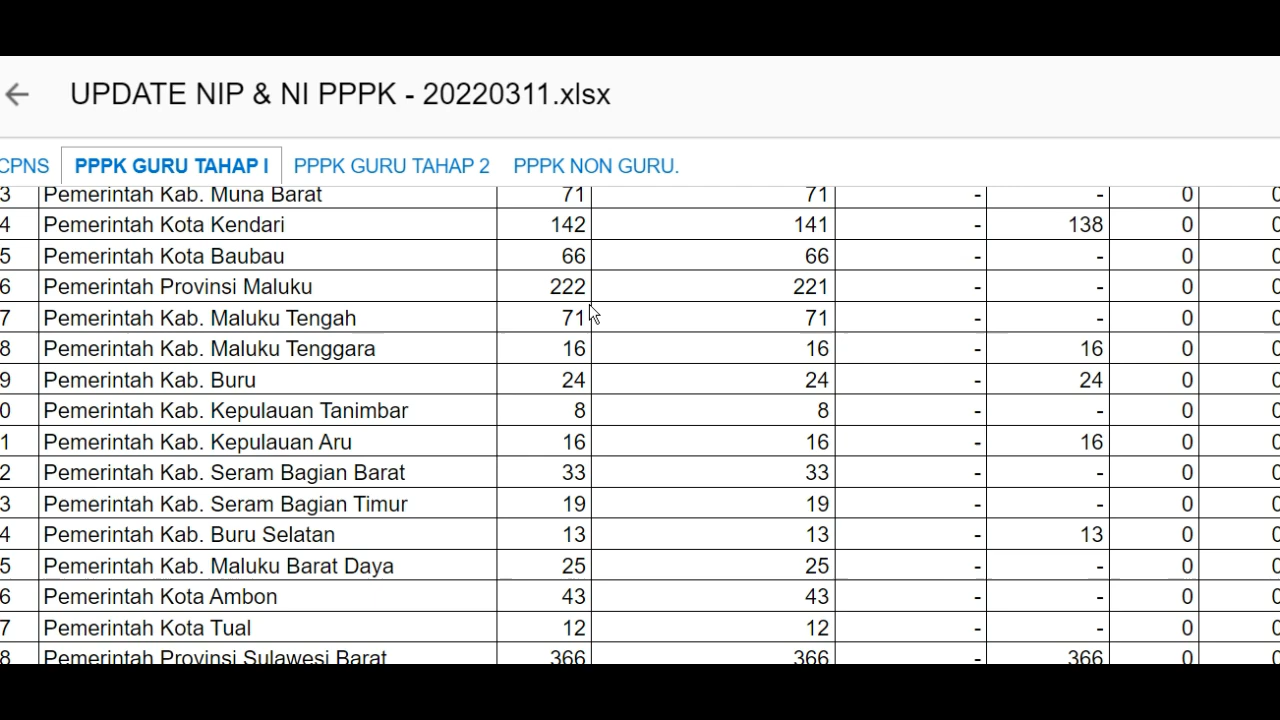 UPDATE NIP & NI PPPK - 20220311.xlsx
CPNS PPPK GURU TAHAP I PPPK GURU TAHAP 2 PPPK NON GURU.
3 Pemerintah Kab. Muna Barat 71 71 - - 0 0
4 Pemerintah Kota Kendari 142 141 - 138 0 0
5 Pemerintah Kota Baubau 66 66 - - 0 0
6 Pemerintah Provinsi Maluku 222 221 - - 0 0
7 Pemerintah Kab. Maluku Tengah 71 71 - - 0 0
8 Pemerintah Kab. Maluku Tenggara 16 16 - 16 0 0
9 Pemerintah Kab. Buru 24 24 - 24 0 0
0 Pemerintah Kab. Kepulauan Tanimbar 8 8 - - 0 0
1 Pemerintah Kab. Kepulauan Aru 16 16 - 16 0 0
2 Pemerintah Kab. Seram Bagian Barat 33 33 - - 0 0
3 Pemerintah Kab. Seram Bagian Timur 19 19 - - 0 0
4 Pemerintah Kab. Buru Selatan 13 13 - 13 0 0
5 Pemerintah Kab. Maluku Barat Daya 25 25 - - 0 0
6 Pemerintah Kota Ambon 43 43 - - 0 0
7 Pemerintah Kota Tual 12 12 - - 0 0
8 Pemerintah Provinsi Sulawesi Barat 366 366 - 366 0 0